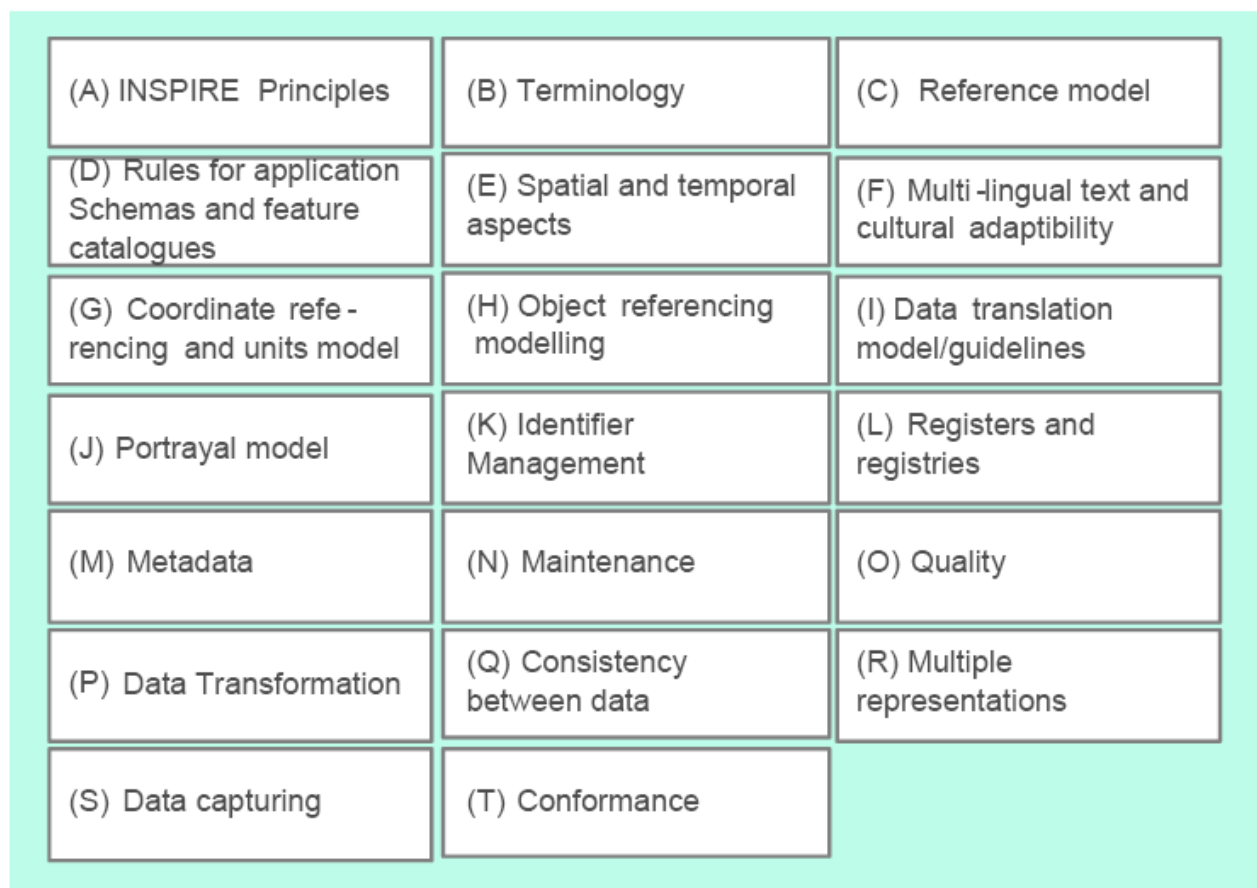 (A) INSPIRE Principles
(B) Terminology
(C) Reference model
(D) Rules for application
Schemas and feature
catalogues
(E) Spatial and temporal
aspects
(F) Multi-lingual text and
cultural adaptibility
(G) Coordinate refe-
rencing and units model
(H) Object referencing
modelling
(I) Data translation
model/guidelines
(J) Portrayal model
(K) Identifier
Management
(L) Registers and
registries
(M) Metadata
(N) Maintenance
(O) Quality
(P) Data Transformation
(Q) Consistency
between data
(R) Multiple
representations
(S) Data capturing
(T) Conformance